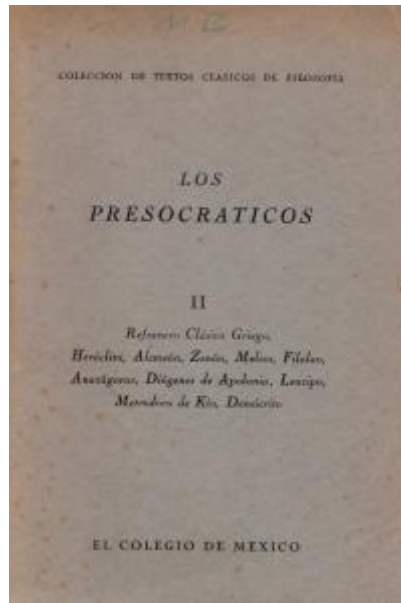 COLECCION DE TEXTOS CLASICOS DE FILOSOFIA
LOS
PRESOCRATICOS
II
Refranero Clásico Griego,
Heráclito, Alcmeón, Zenón, Meliso, Filolao,
Anaxágoras, Diógenes de Apolonia, Leucipo,
Metrodoro de Kío, Demócrito
EL COLEGIO DE MEXICO